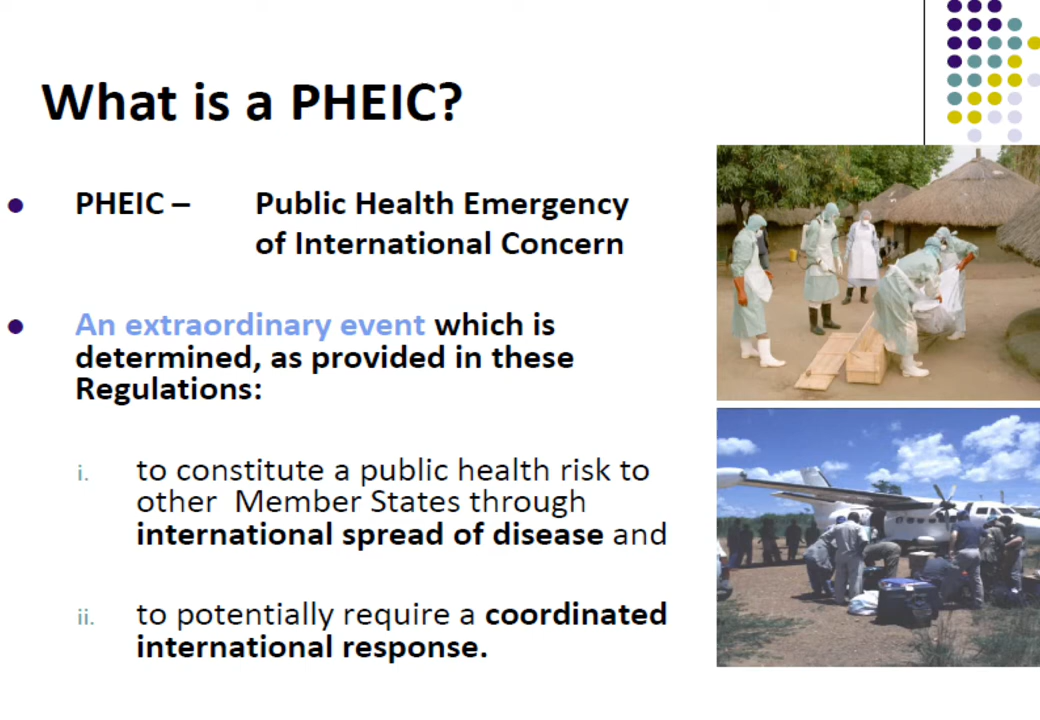 What is a PHEIC?
PHEIC – Public Health Emergency
of International Concern
An extraordinary event which is
determined, as provided in these
Regulations:
i. to constitute a public health risk to
other Member States through
international spread of disease and
ii. to potentially require a coordinated
international response.